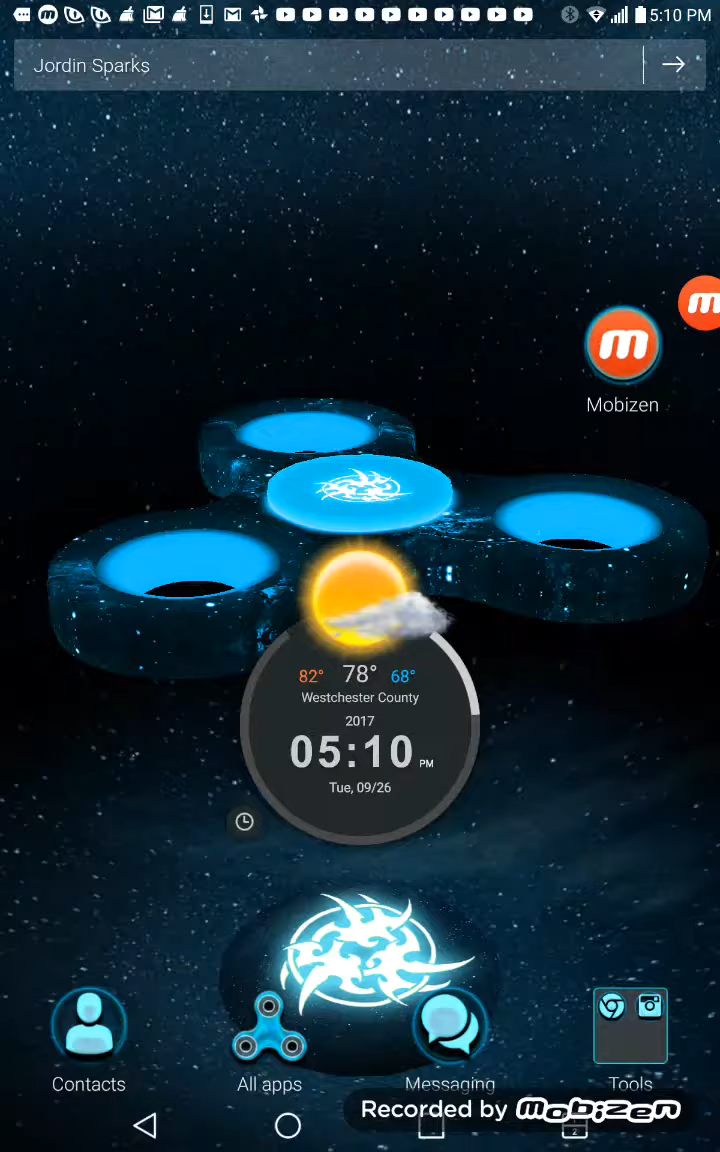 5:10 PM
Jordin Sparks
m
m
Mobizen
82° 78° 68°
Westchester County
2017
05:10 PM
Tue, 09/26
Contacts
All apps
Messaging
Tools
Recorded by mobizen
2